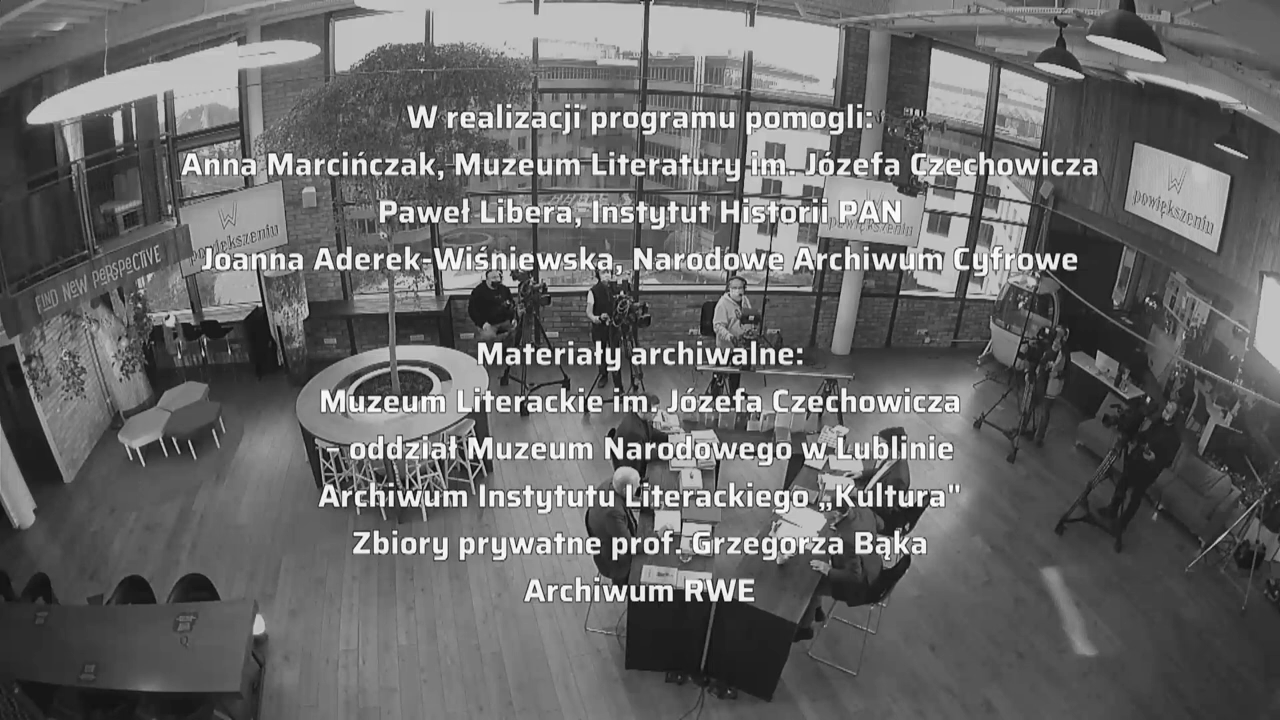 W realizacji programu pomogli:
Anna Marcińczak, Muzeum Literatury im. Józefa Czechowicza
Paweł Libera, Instytut Historii PAN
Joanna Aderek-Wiśniewska, Narodowe Archiwum Cyfrowe
Materiały archiwalne:
Muzeum Literackie im. Józefa Czechowicza
- oddział Muzeum Narodowego w Lublinie
Archiwum Instytutu Literackiego „Kultura"
Zbiory prywatne prof. Grzegorza Bąka
Archiwum RWE
W
powiększeniu
W
powiększeniu
powiększeniu
FIND NEW PERSPECTIVE